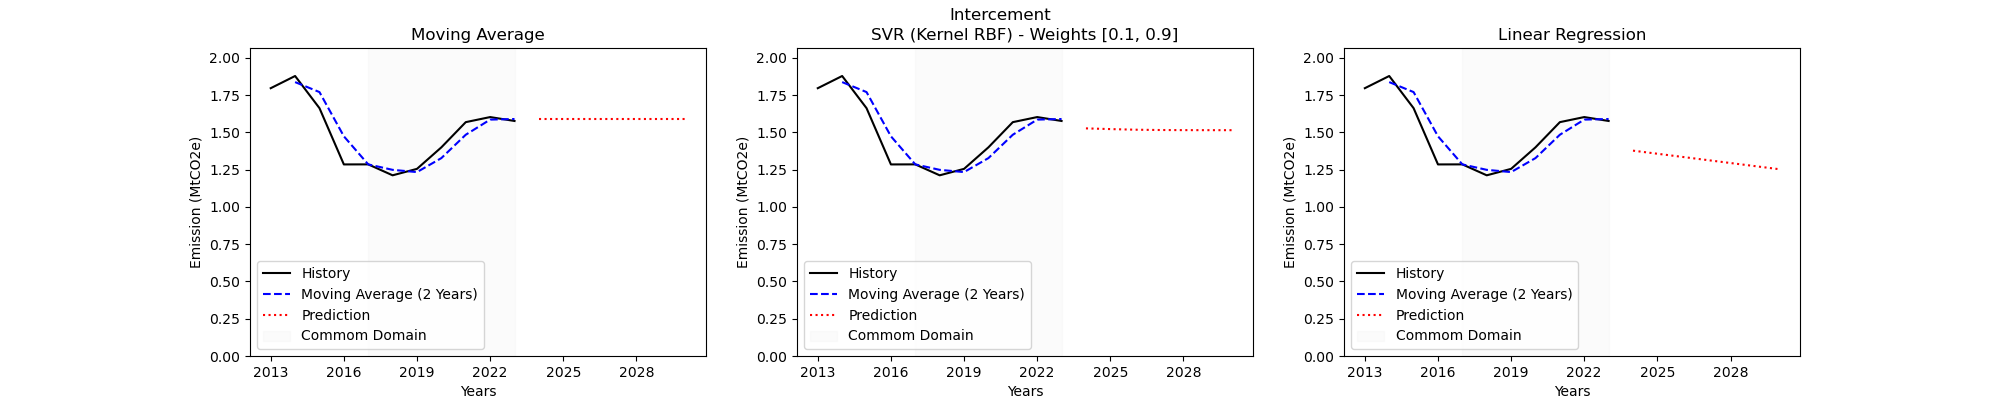 Intercement
Moving Average
Emission (MtCO2e)
2.00
1.75
1.50
1.25
1.00
0.75
0.50
0.25
0.00
History
Moving Average (2 Years)
Prediction
Commom Domain
2013 2016 2019 2022 2025 2028
Years
SVR (Kernel RBF) - Weights [0.1, 0.9]
Emission (MtCO2e)
2.00
1.75
1.50
1.25
1.00
0.75
0.50
0.25
0.00
History
Moving Average (2 Years)
Prediction
Commom Domain
2013 2016 2019 2022 2025 2028
Years
Linear Regression
Emission (MtCO2e)
2.00
1.75
1.50
1.25
1.00
0.75
0.50
0.25
0.00
History
Moving Average (2 Years)
Prediction
Commom Domain
2013 2016 2019 2022 2025 2028
Years